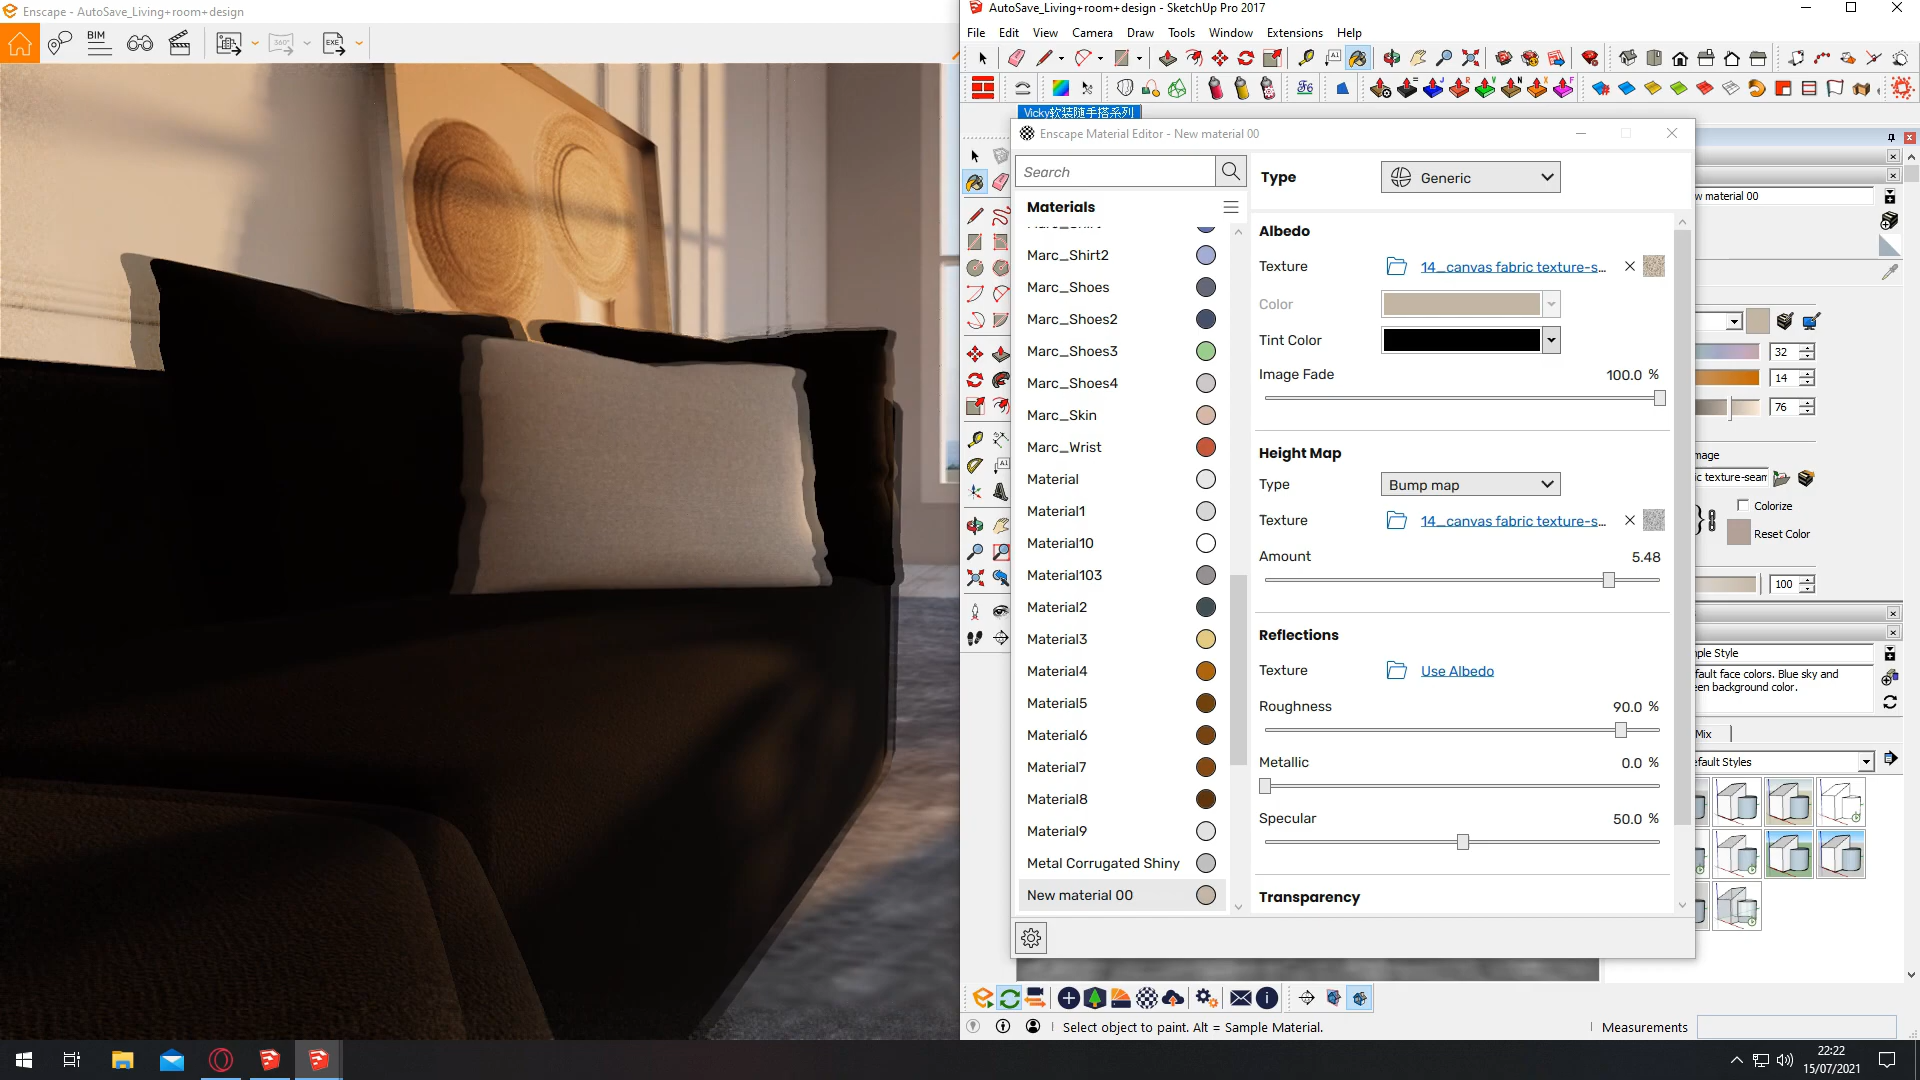 Enscape - AutoSave_Living+room+design
BIM
360°
EXE
AutoSave_Living+room+design - SketchUp Pro 2017
File Edit View Camera Draw Tools Window Extensions Help
Vicky软装随手搭系列
Enscape Material Editor - New material 00
Search
Materials
Marc_Shirt
Marc_Shirt2
Marc_Shoes
Marc_Shoes2
Marc_Shoes3
Marc_Shoes4
Marc_Skin
Marc_Wrist
Material
Material1
Material10
Material103
Material2
Material3
Material4
Material5
Material6
Material7
Material8
Material9
Metal Corrugated Shiny
New material 00
Type Generic
Albedo
Texture 14_canvas fabric texture-s...
Color
Tint Color
Image Fade 100.0 %
Height Map
Type Bump map
Texture 14_canvas fabric texture-s...
Amount 5.48
Reflections
Texture Use Albedo
Roughness 90.0 %
Metallic 0.0 %
Specular 50.0 %
Transparency
w material 00
32
14
76
mage
ic texture-seam
Colorize
Reset Color
100
nple Style
fault face colors. Blue sky and
een background color.
Mix
efault Styles
Select object to paint. Alt = Sample Material.
Measurements
22:22
15/07/2021